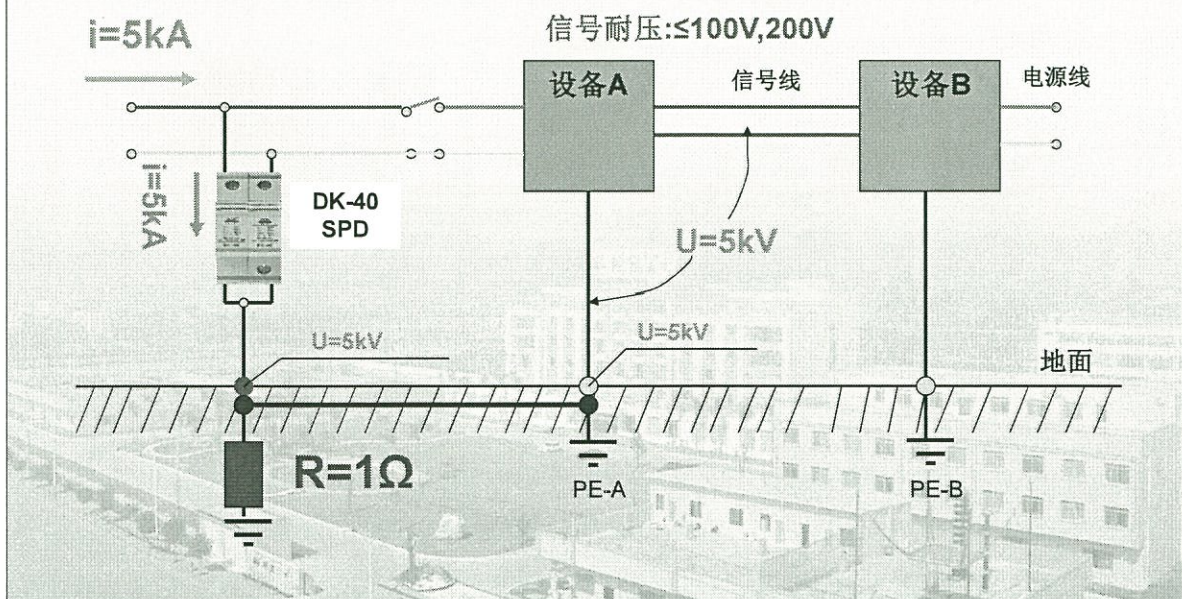 i=5kA
信号耐压:≤100V,200V
设备A
信号线
设备B
电源线
i=5kA
DK-40
SPD
U=5kV
U=5kV
U=5kV
地面
R=1Ω
PE-A
PE-B